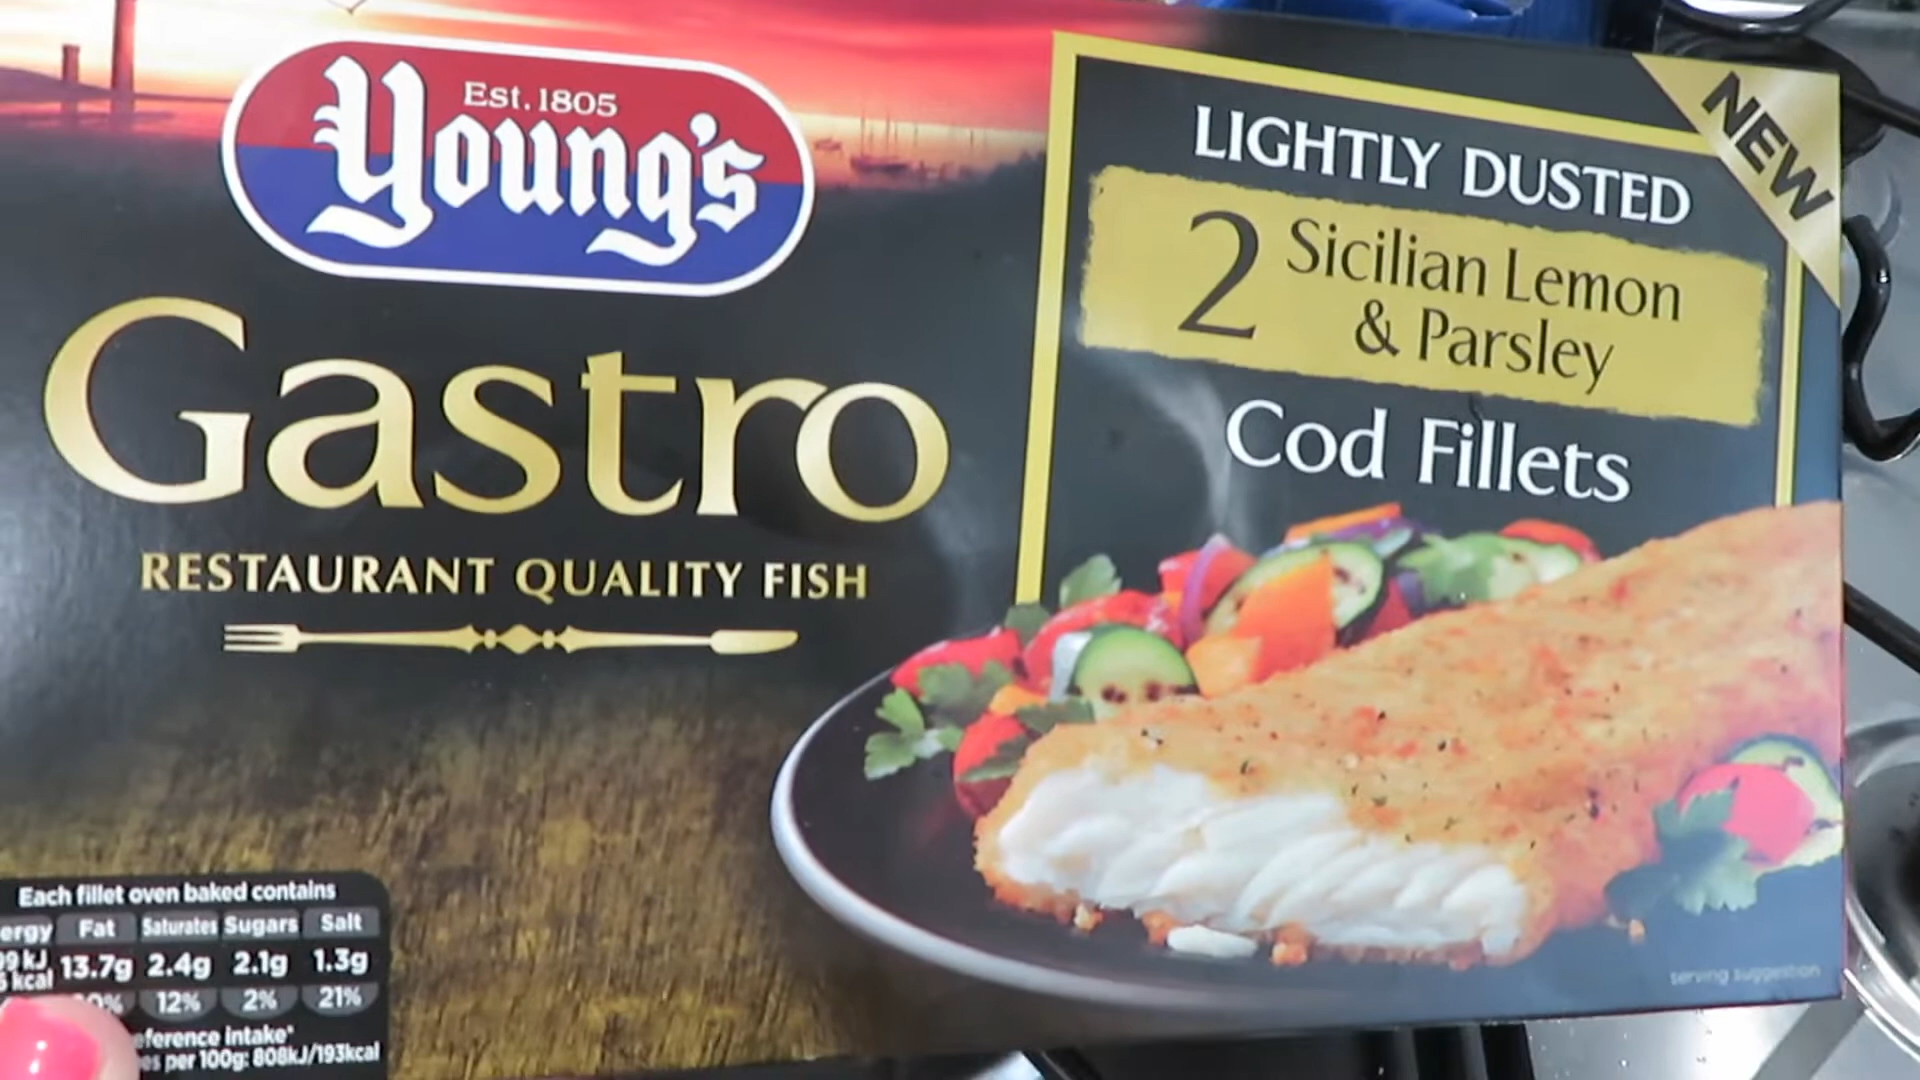 Est. 1805
Young's
Gastro
RESTAURANT QUALITY FISH
LIGHTLY DUSTED
2 Sicilian Lemon
& Parsley
Cod Fillets
NEW
serving suggestion
Each fillet oven baked contains
Fat Saturates Sugars Salt
kJ 13.7g 2.4g 2.1g 1.3g
kcal
12% 2% 21%
intake*
per 100g: 808kJ/193kcal